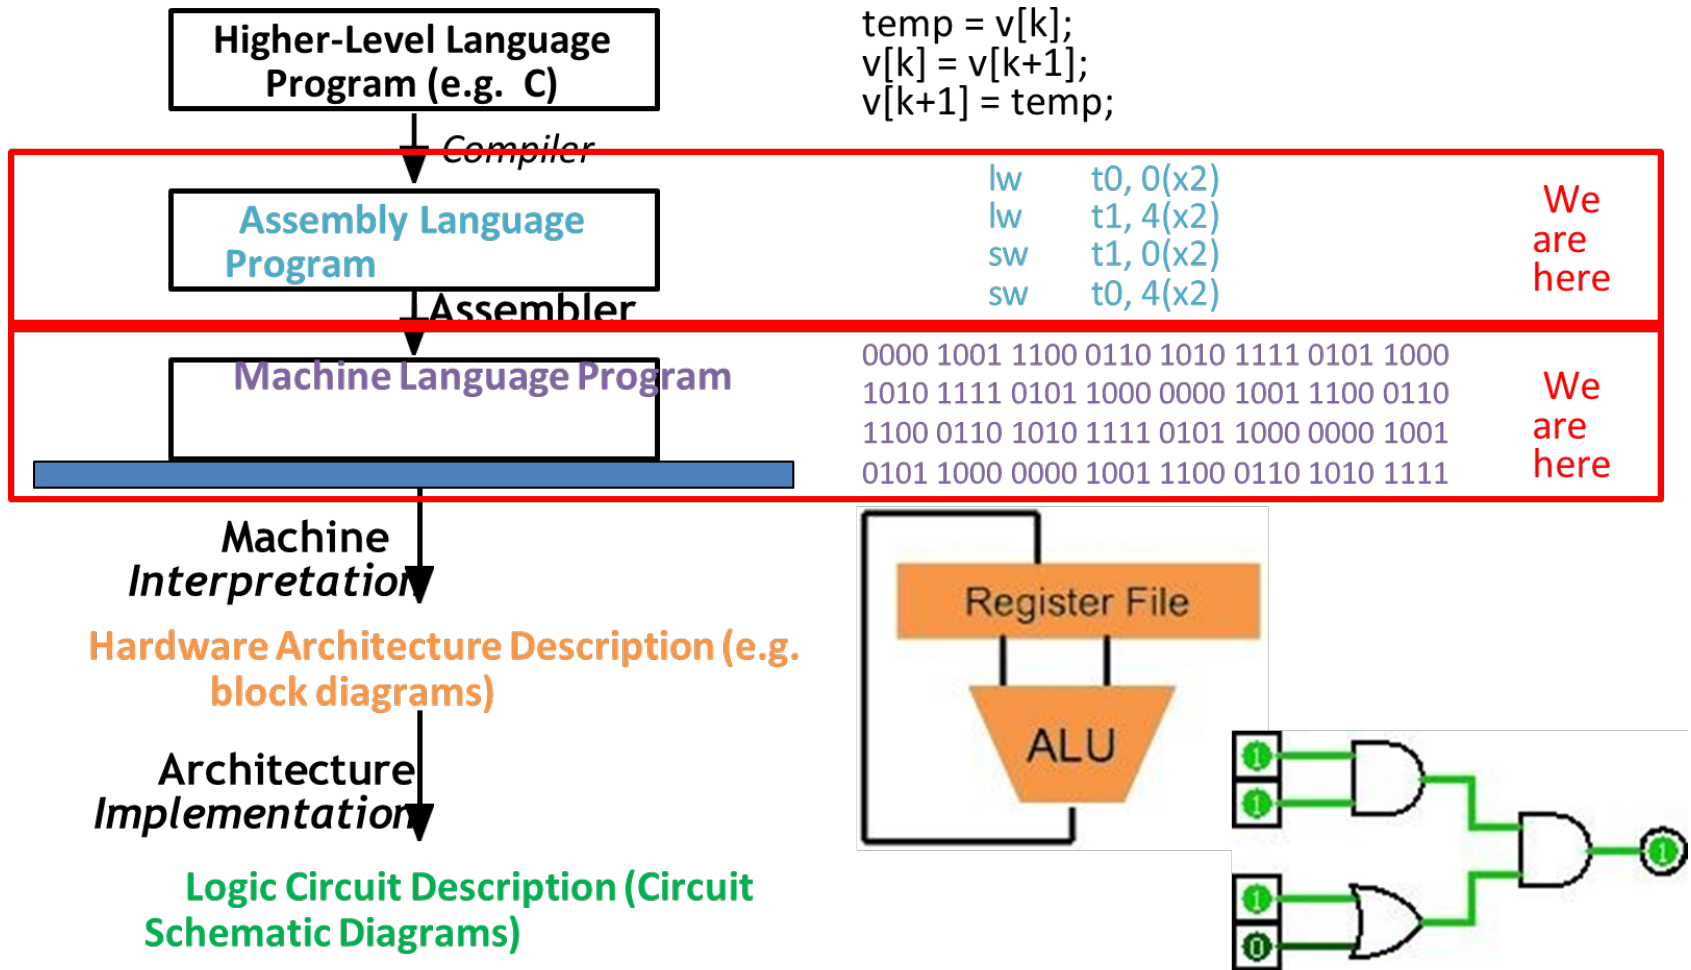 Higher-Level Language
Program (e.g. C)
temp = v[k];
v[k] = v[k+1];
v[k+1] = temp;
Compiler
Assembly Language
Program
lw t0, 0(x2)
lw t1, 4(x2)
sw t1, 0(x2)
sw t0, 4(x2)
We
are
here
Assembler
Machine Language Program
0000 1001 1100 0110 1010 1111 0101 1000
1010 1111 0101 1000 0000 1001 1100 0110
1100 0110 1010 1111 0101 1000 0000 1001
0101 1000 0000 1001 1100 0110 1010 1111
We
are
here
Machine
Interpretation
Hardware Architecture Description (e.g.
block diagrams)
Register File
ALU
Architecture
Implementation
Logic Circuit Description (Circuit
Schematic Diagrams)
1
1
1
0
1